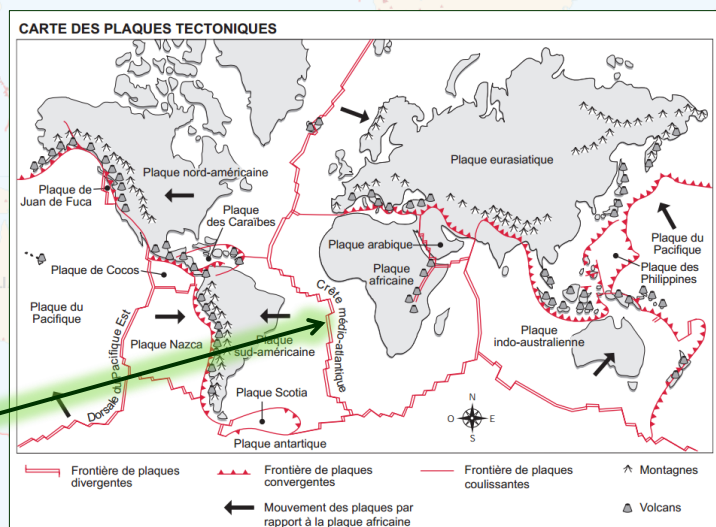 CARTE DES PLAQUES TECTONIQUES
Plaque nord-américaine
Plaque eurasiatique
Plaque de
Juan de Fuca
Plaque
des Caraïbes
Plaque arabique
Plaque du
Pacifique
Plaque de Cocos
Plaque
africaine
Plaque des
Philippines
Plaque du
Pacifique
Crête médio-atlantique
Dorsale du Pacifique Est
Plaque Nazca
Plaque
sud-américaine
Plaque
indo-australienne
Plaque Scotia
N
O
E
S
Plaque antartique
Frontière de plaques
divergentes
Frontière de plaques
convergentes
Frontière de plaques
coulissantes
Montagnes
Mouvement des plaques par
rapport à la plaque africaine
Volcans